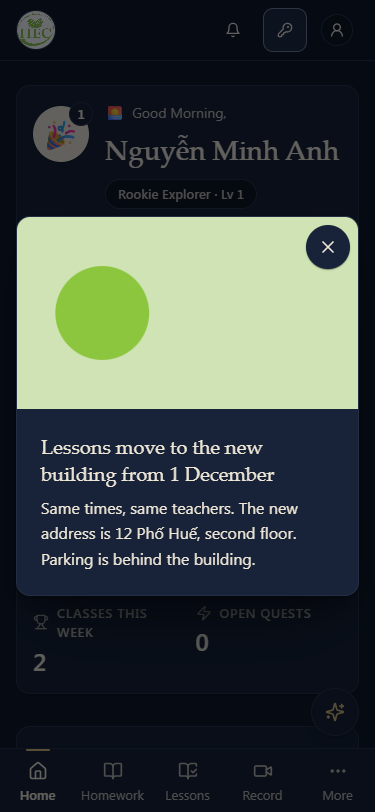 HEC
1
🌅 Good Morning,
Nguyễn Minh Anh
Rookie Explorer · Lv 1
Lessons move to the new
building from 1 December
Same times, same teachers. The new
address is 12 Phố Huế, second floor.
Parking is behind the building.
CLASSES THIS
WEEK
2
OPEN QUESTS
0
Home
Homework
Lessons
Record
More